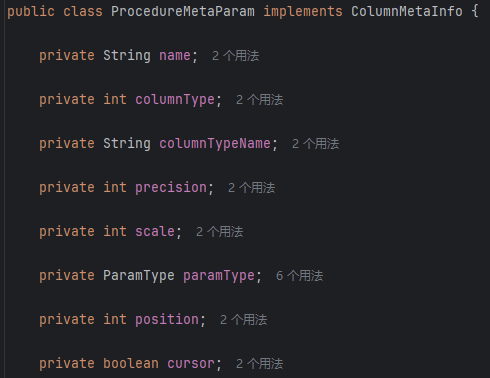 public class ProcedureMetaParam implements ColumnMetaInfo {
private String name; 2 个用法
private int columnType; 2 个用法
private String columnTypeName; 2 个用法
private int precision; 2 个用法
private int scale; 2 个用法
private ParamType paramType; 6 个用法
private int position; 2 个用法
private boolean cursor; 2 个用法